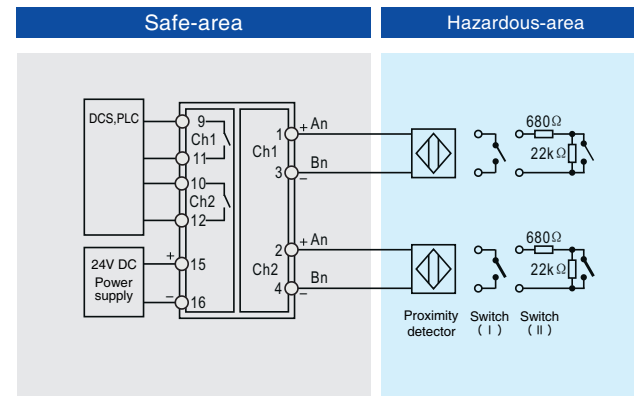 Safe-area
Hazardous-area
DCS,PLC
9
Ch1
11
10
Ch2
12
24V DC
Power
supply
+
15
–
16
1
+ An
Ch1
3
Bn
–
2
+ An
Ch2
4
Bn
–
680Ω
22kΩ
680Ω
22kΩ
Proximity
detector
Switch
( Ⅰ )
Switch
( Ⅱ )